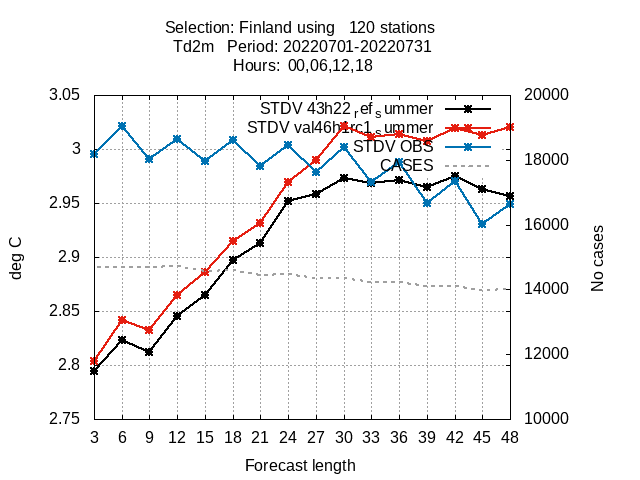 Selection: Finland using   120 stations
Td2m   Period: 20220701-20220731
Hours:  00,06,12,18
STDV 43h22 ref summer
STDV val46h1rc1 summer
STDV OBS
CASES
3.05
3
2.95
2.9
2.85
2.8
2.75
20000
18000
16000
14000
12000
10000
deg C
No cases
3 6 9 12 15 18 21 24 27 30 33 36 39 42 45 48
Forecast length